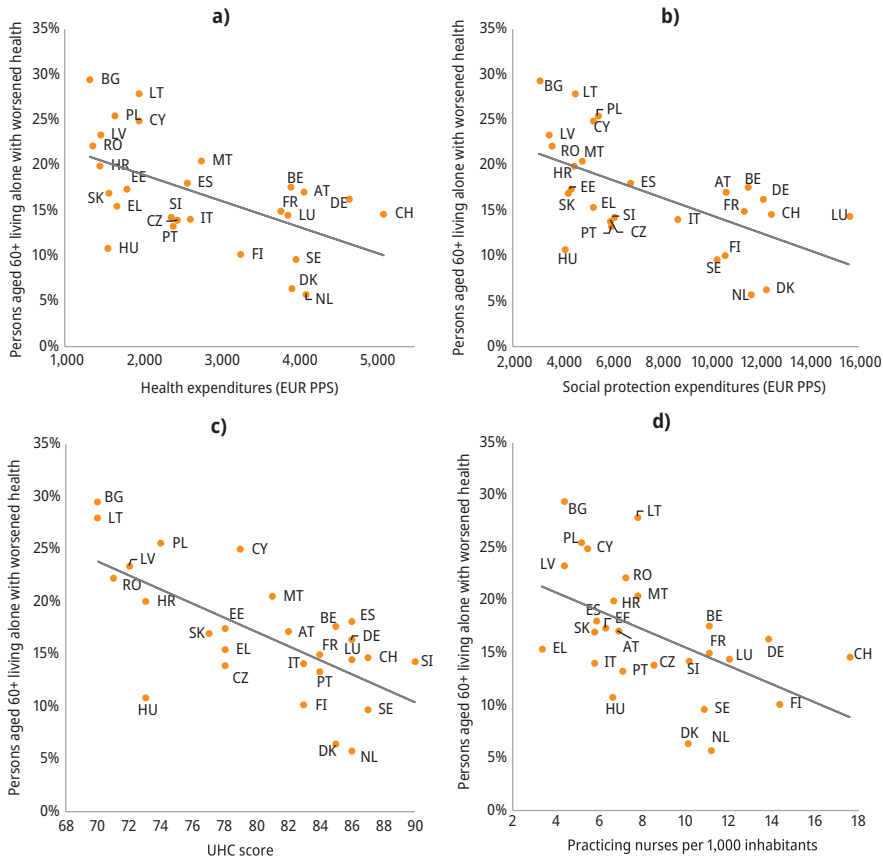 a)
Persons aged 60+ living alone with worsened health
35%
30%
25%
20%
15%
10%
5%
0%
BG
LT
PL
CY
LV
RO
HR
MT
EE
ES
SK
EL
SI
CZ
IT
PT
HU
BE
AT
DE
FR
LU
CH
FI
SE
DK
NL
1,000
2,000
3,000
4,000
5,000
Health expenditures (EUR PPS)
b)
Persons aged 60+ living alone with worsened health
35%
30%
25%
20%
15%
10%
5%
0%
BG
LT
PL
CY
LV
RO
MT
HR
EE
ES
SK
EL
SI
PT
CZ
IT
HU
AT
BE
DE
FR
CH
LU
FI
SE
NL
DK
2,000
4,000
6,000
8,000
10,000
12,000
14,000
16,000
Social protection expenditures (EUR PPS)
c)
Persons aged 60+ living alone with worsened health
35%
30%
25%
20%
15%
10%
5%
0%
BG
LT
PL
LV
CY
RO
HR
MT
EE
SK
EL
CZ
HU
AT
BE
ES
DE
FR
LU
IT
PT
CH
SI
FI
SE
DK
NL
68
70
72
74
76
78
80
82
84
86
88
90
UHC score
d)
Persons aged 60+ living alone with worsened health
35%
30%
25%
20%
15%
10%
5%
0%
BG
LT
PL
CY
LV
RO
MT
HR
ES
EE
SK
AT
EL
IT
PT
CZ
SI
BE
FR
LU
DE
CH
HU
SE
FI
DK
NL
2
4
6
8
10
12
14
16
18
Practicing nurses per 1,000 inhabitants